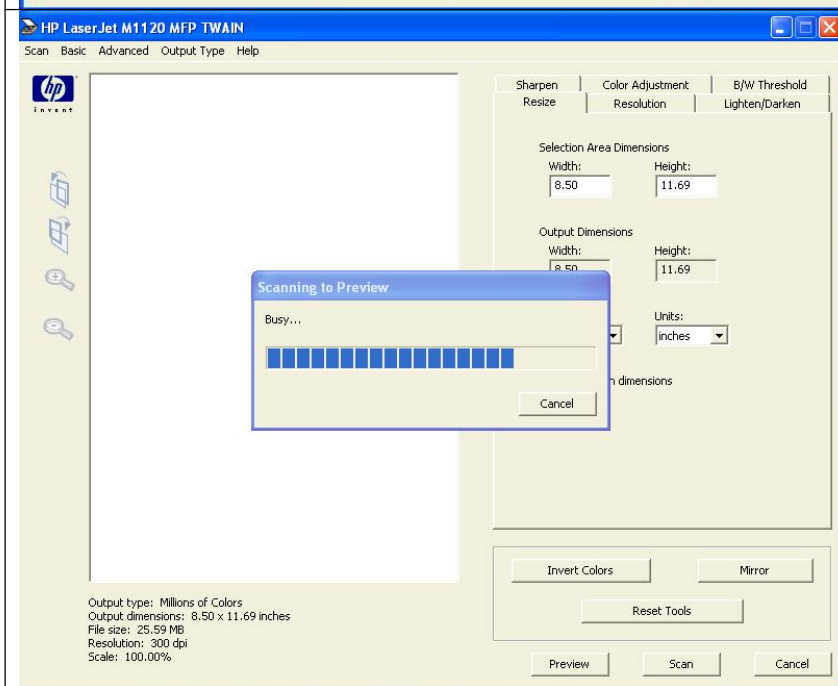 HP LaserJet M1120 MFP TWAIN
Scan Basic Advanced Output Type Help
hp
invent
Sharpen Color Adjustment B/W Threshold
Resize Resolution Lighten/Darken
Selection Area Dimensions
Width: Height:
8.50 11.69
Output Dimensions
Width: Height:
8.50 11.69
Scanning to Preview
Busy...
Units:
inches
n dimensions
Cancel
Invert Colors Mirror
Reset Tools
Output type: Millions of Colors
Output dimensions: 8.50 x 11.69 inches
File size: 25.59 MB
Resolution: 300 dpi
Scale: 100.00%
Preview Scan Cancel